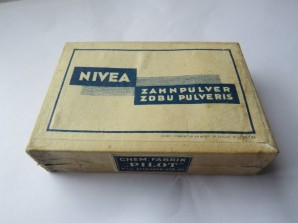 NIVEA
ZAHNPULVER
ZOBU PULVERIS
CHEM. FABRIK
"PILOT"